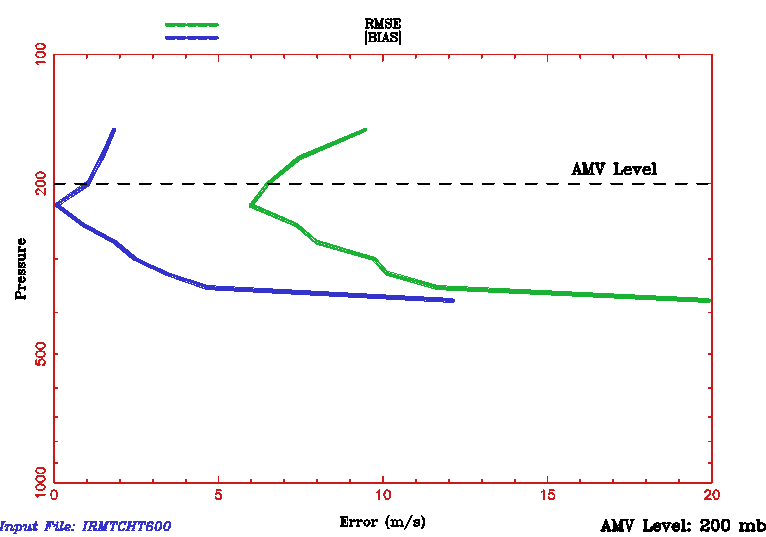 RMSE
|BIAS|
100
AMV Level
200
Pressure
500
1000
0 5 10 15 20
Error (m/s)
Input File: IRMTCHT600
AMV Level: 200 mb